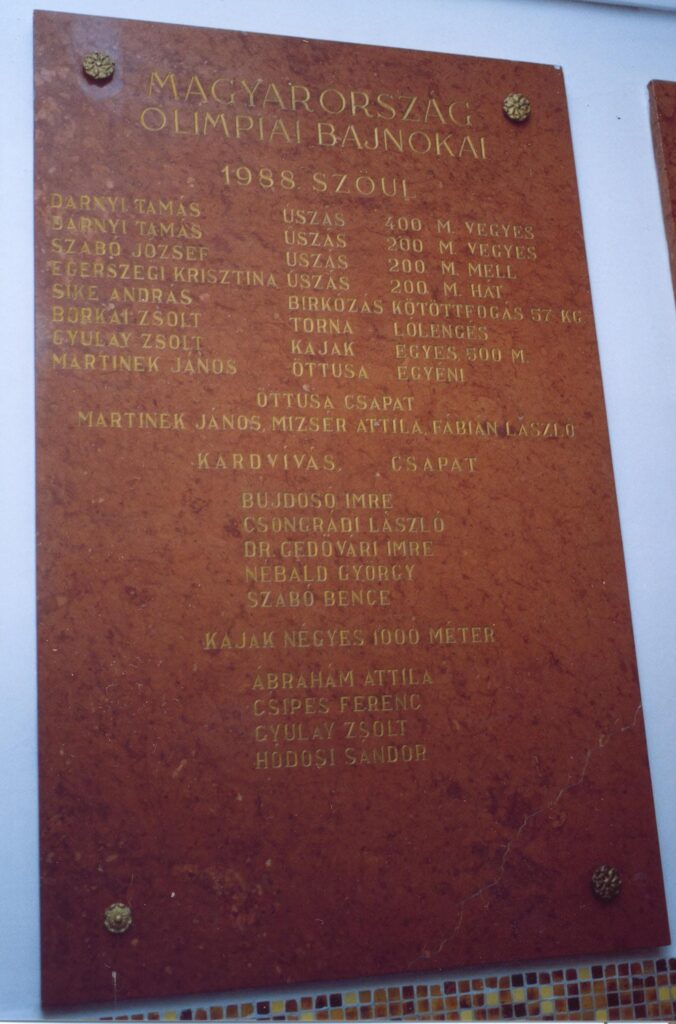 MAGYARORSZÁG
OLIMPIAI BAJNOKAI
1988. SZÖUL
DARNYI TAMÁS ÚSZÁS 400 M. VEGYES
DARNYI TAMÁS ÚSZÁS 200 M. VEGYES
SZABÓ JÓZSEF ÚSZÁS 200 M. MELL
EGERSZEGI KRISZTINA ÚSZÁS 200 M. HÁT
SIKE ANDRÁS BIRKÓZÁS KÖTÖTTFOGÁS 57 KG
BORKAI ZSOLT TORNA LÓLENGÉS
GYULAY ZSOLT KAJAK EGYES 500 M.
MARTINEK JÁNOS ÖTTUSA EGYÉNI
ÖTTUSA CSAPAT
MARTINEK JÁNOS, MIZSÉR ATTILA, FÁBIÁN LÁSZLÓ
KARDVÍVÁS, CSAPAT
BUJDOSÓ IMRE
CSONGRÁDI LÁSZLÓ
DR. GEDŐVÁRI IMRE
NÉBALD GYÖRGY
SZABÓ BENCE
KAJAK NÉGYES 1000 MÉTER
ÁBRAHÁM ATTILA
CSIPES FERENC
GYULAY ZSOLT
HÓDOSI SÁNDOR